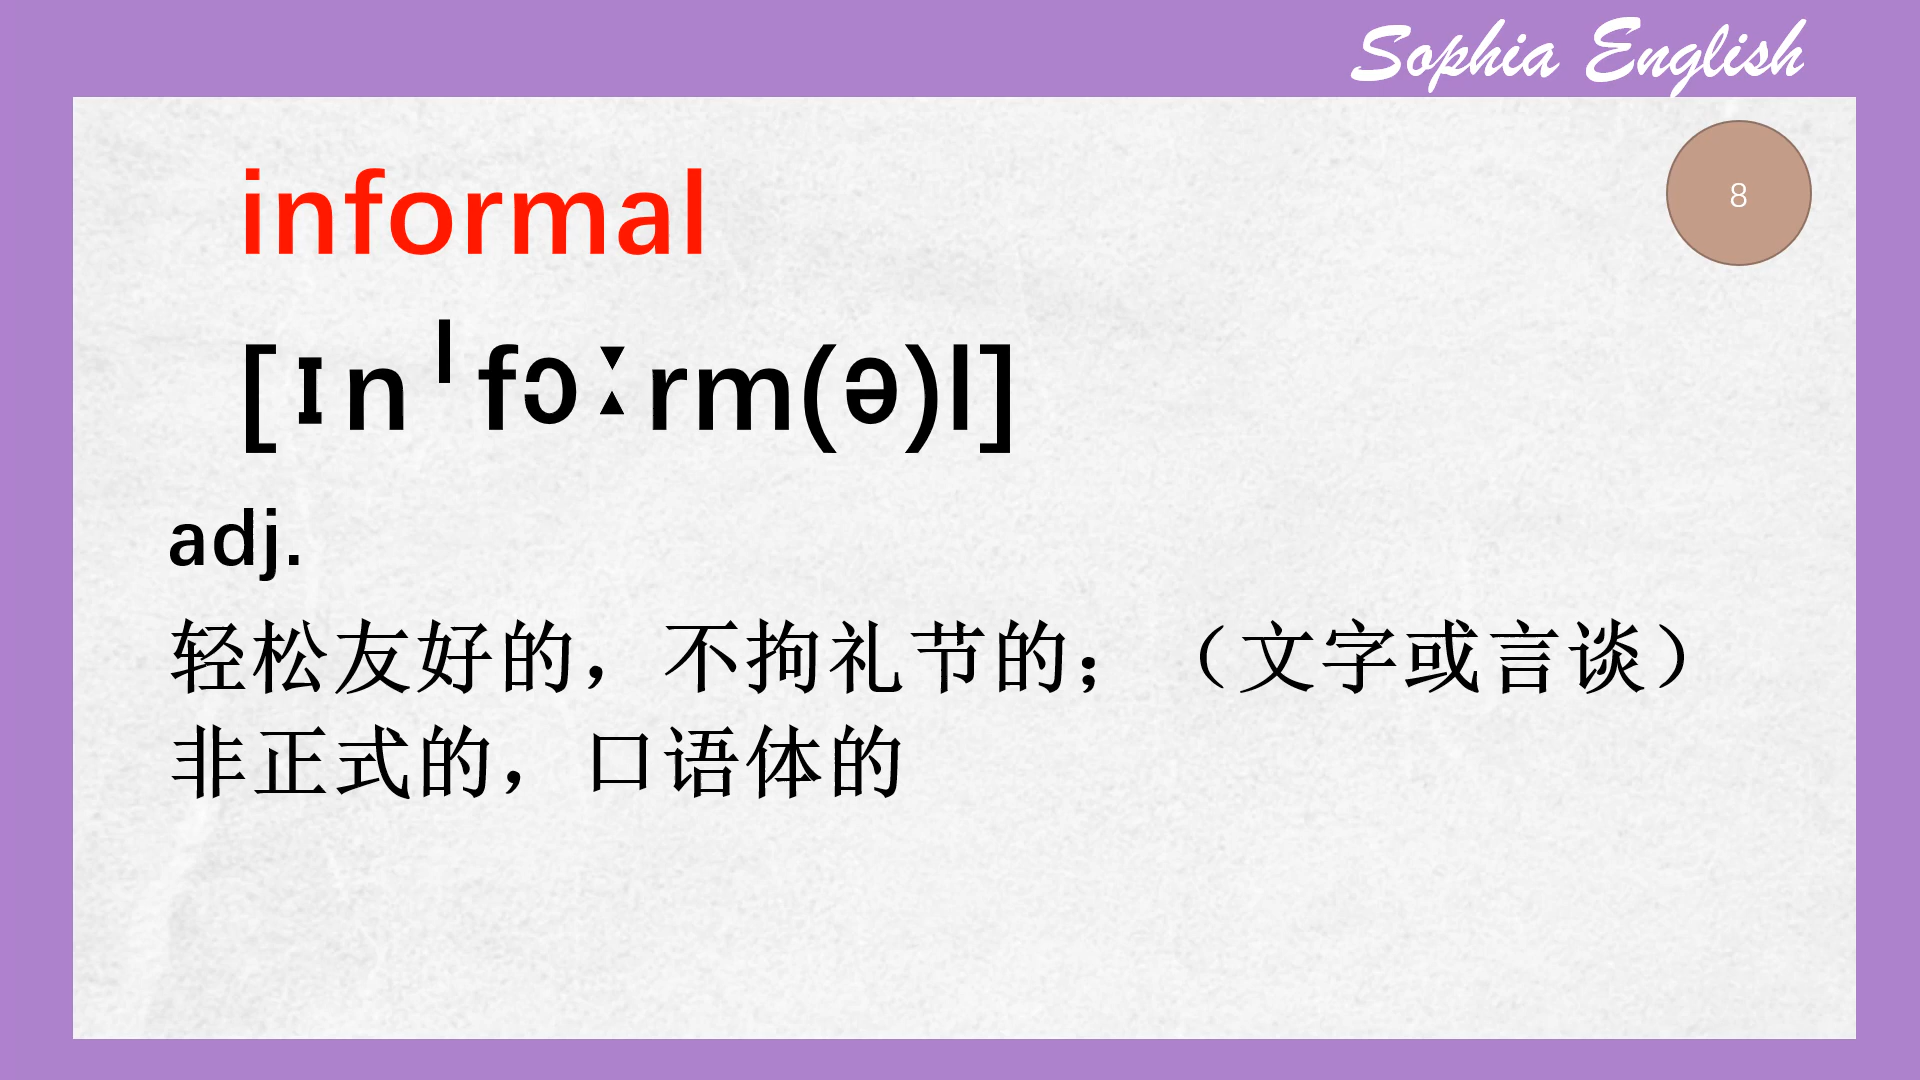 Sophia English
8
informal
[ɪnˈfɔːrm(ə)l]
adj.
轻松友好的，不拘礼节的；（文字或言谈）
非正式的，口语体的